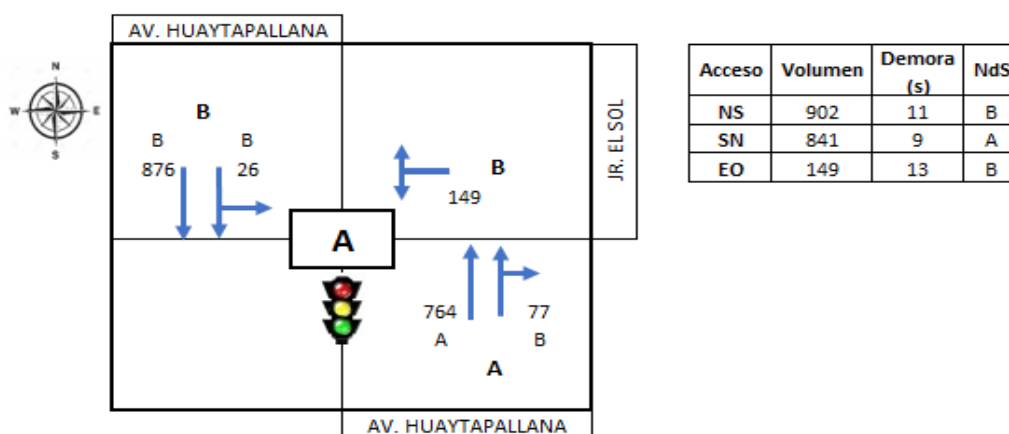 AV. HUAYTAPALLANA
N
W E
S
B
B B
876 26
B
149
JR. EL SOL
A
764 77
A B
A
AV. HUAYTAPALLANA
Acceso Volumen Demora (s) NdS
NS 902 11 B
SN 841 9 A
EO 149 13 B